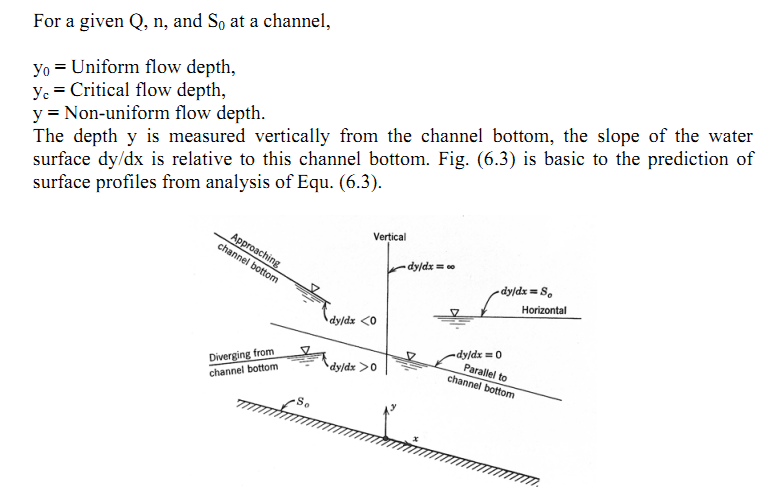 For a given Q, n, and S₀ at a channel,
y₀ = Uniform flow depth,
y꜀ = Critical flow depth,
y = Non-uniform flow depth.
The depth y is measured vertically from the channel bottom, the slope of the water
surface dy/dx is relative to this channel bottom. Fig. (6.3) is basic to the prediction of
surface profiles from analysis of Equ. (6.3).
Approaching
channel bottom
Vertical
dy/dx = ∞
dy/dx = Sₒ
Horizontal
dy/dx <0
Diverging from
channel bottom
dy/dx >0
dy/dx = 0
Parallel to
channel bottom
Sₒ
y
x